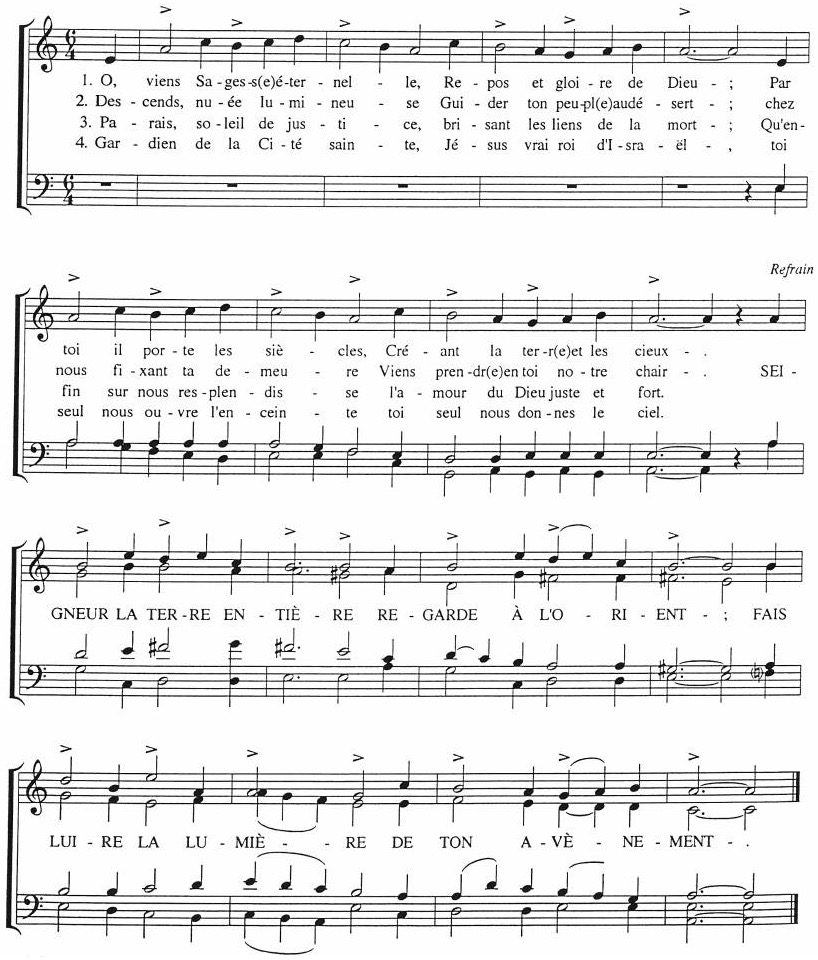 1. O, viens Sa - ges-s(e)é-ter - nel - le, Re - pos et gloi - re de Dieu - ; Par
2. Des - cends, nu - ée lu - mi - neu - se Gui - der ton peu-pl(e)audé - sert - ; chez
3. Pa - rais, so - leil de jus - ti - ce, bri - sant les liens de la mort - ; Qu'en-
4. Gar - dien de la Ci - té sain - te, Jé - sus vrai roi d'I-sra - ël - , toi
Refrain
toi il por - te les siè - cles, Cré - ant la ter-r(e)et les cieux - .
nous fi - xant ta de - meu - re Viens pren-dr(e)en toi no - tre chair - . SEI -
fin sur nous res - plen - dis - se l'a - mour du Dieu juste et fort.
seul nous ou - vre l'en - cein - te toi seul nous don - nes le ciel.
GNEUR LA TER - RE EN - TIÈ - RE RE - GARDE À L'O - RI - ENT - ; FAIS
LUI - RE LA LU - MIÈ - RE DE TON A - VÈ - NE - MENT - .